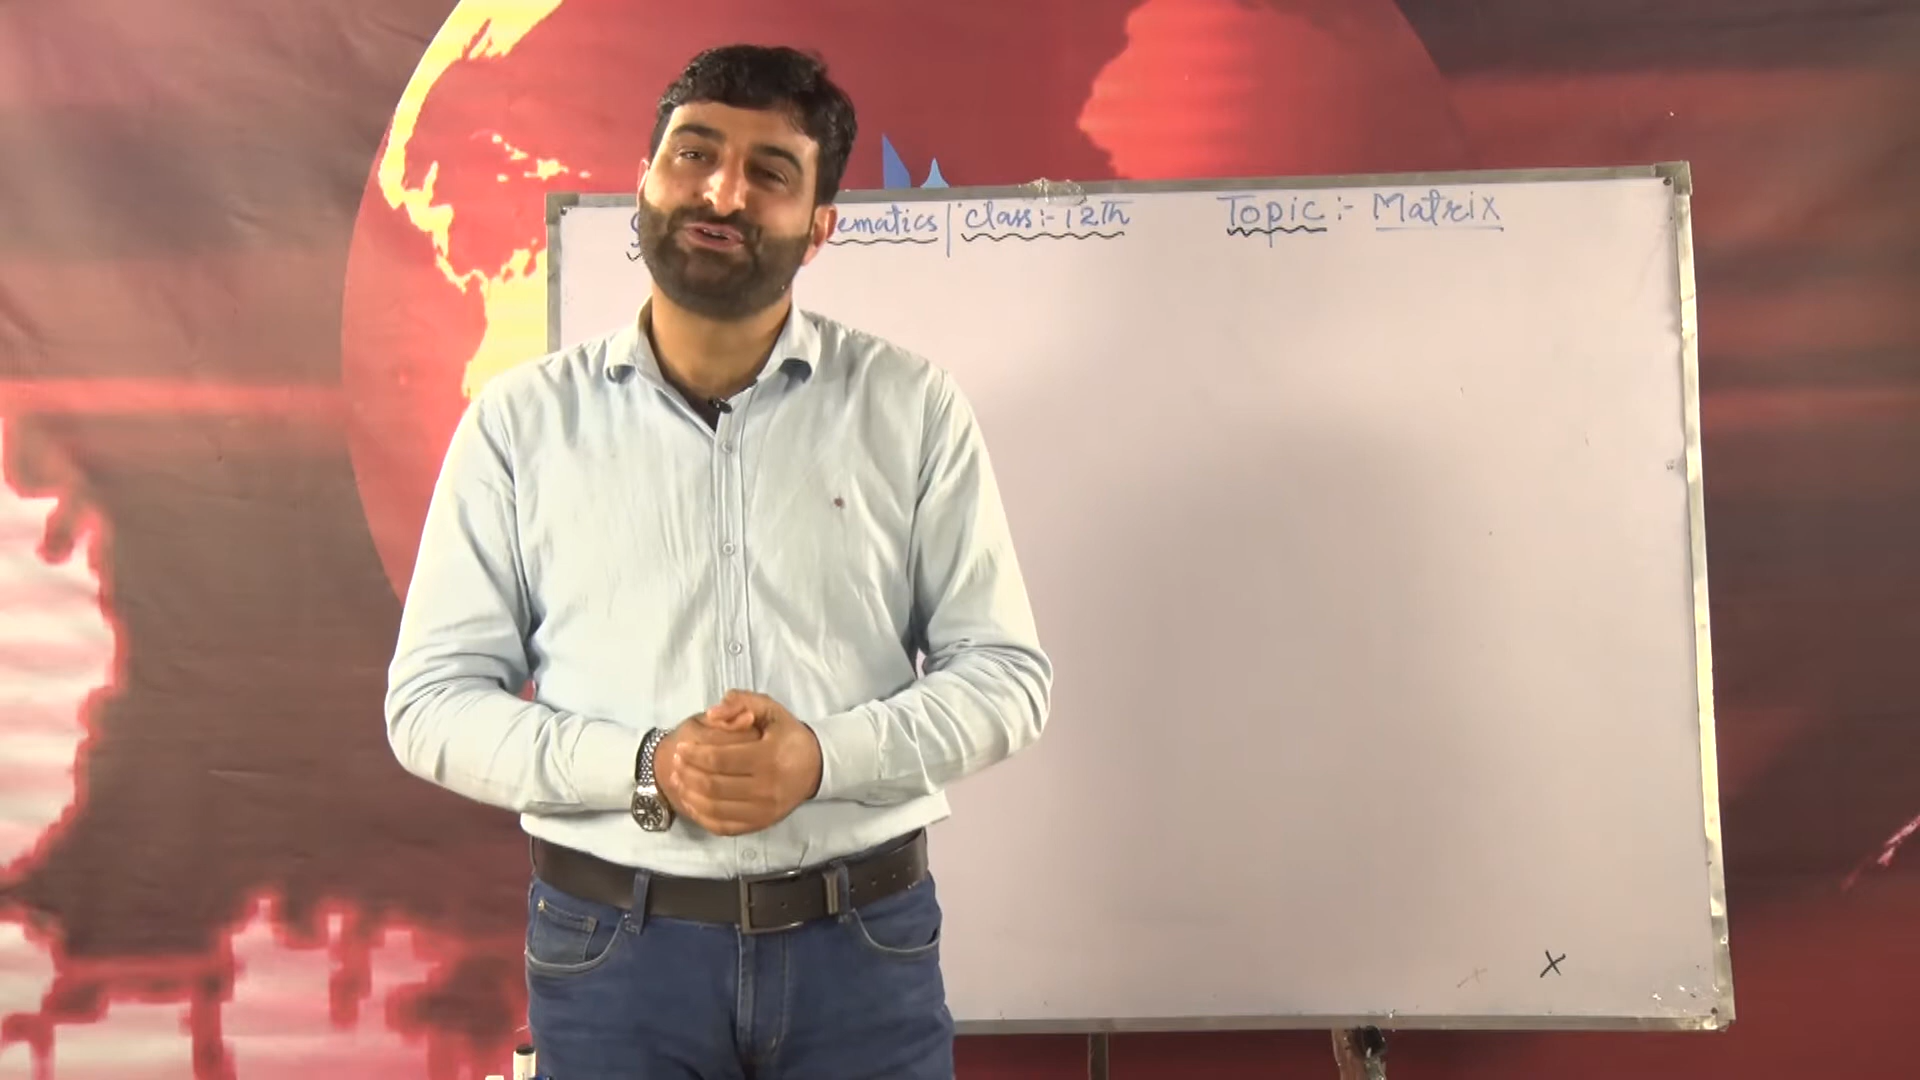 ematics | Class:- 12Th Topic:- Matrix
x